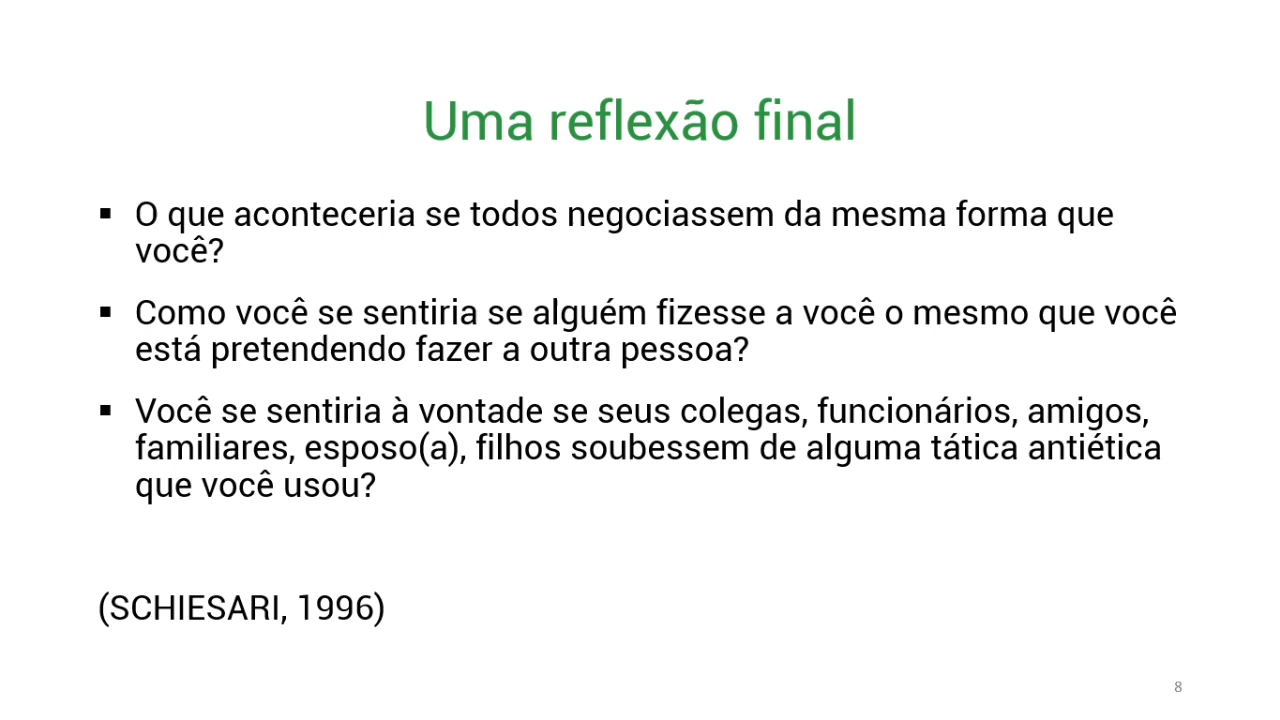 Uma reflexão final
▪ O que aconteceria se todos negociassem da mesma forma que
você?
▪ Como você se sentiria se alguém fizesse a você o mesmo que você
está pretendendo fazer a outra pessoa?
▪ Você se sentiria à vontade se seus colegas, funcionários, amigos,
familiares, esposo(a), filhos soubessem de alguma tática antiética
que você usou?
(SCHIESARI, 1996)
8